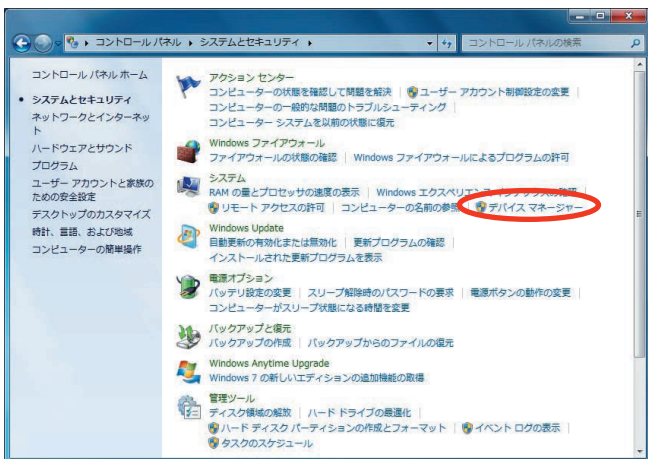 コントロール パネル ▸ システムとセキュリティ ▸
コントロール パネルの検索
コントロール パネル ホーム
システムとセキュリティ
ネットワークとインターネッ
ト
ハードウェアとサウンド
プログラム
ユーザー アカウントと家族の
ための安全設定
デスクトップのカスタマイズ
時計、言語、および地域
コンピューターの簡単操作
アクション センター
コンピューターの状態を確認して問題を解決 | ユーザー アカウント制御設定の変更 |
コンピューターの一般的な問題のトラブルシューティング |
コンピューター システムを以前の状態に復元
Windows ファイアウォール
ファイアウォールの状態の確認 | Windows ファイアウォールによるプログラムの許可
システム
RAM の量とプロセッサの速度の表示 | Windows エクスペリエンス インデックスの確認 |
リモート アクセスの許可 | コンピューターの名前の参照 | デバイス マネージャー
Windows Update
自動更新の有効化または無効化 | 更新プログラムの確認 |
インストールされた更新プログラムを表示
電源オプション
バッテリ設定の変更 | スリープ解除時のパスワードの要求 | 電源ボタンの動作の変更 |
コンピューターがスリープ状態になる時間を変更
バックアップと復元
バックアップの作成 | バックアップからのファイルの復元
Windows Anytime Upgrade
Windows 7 の新しいエディションの追加機能の取得
管理ツール
ディスク領域の解放 | ハード ドライブの最適化 |
ハード ディスク パーティションの作成とフォーマット | イベント ログの表示 |
タスクのスケジュール